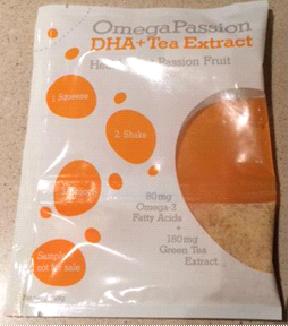 OmegaPassion
DHA+Tea Extract
Passion Fruit
1. Squeeze
2. Shake
80 mg
Omega-3
Fatty Acids
+
180 mg
Green Tea
Extract
Sample
not for sale